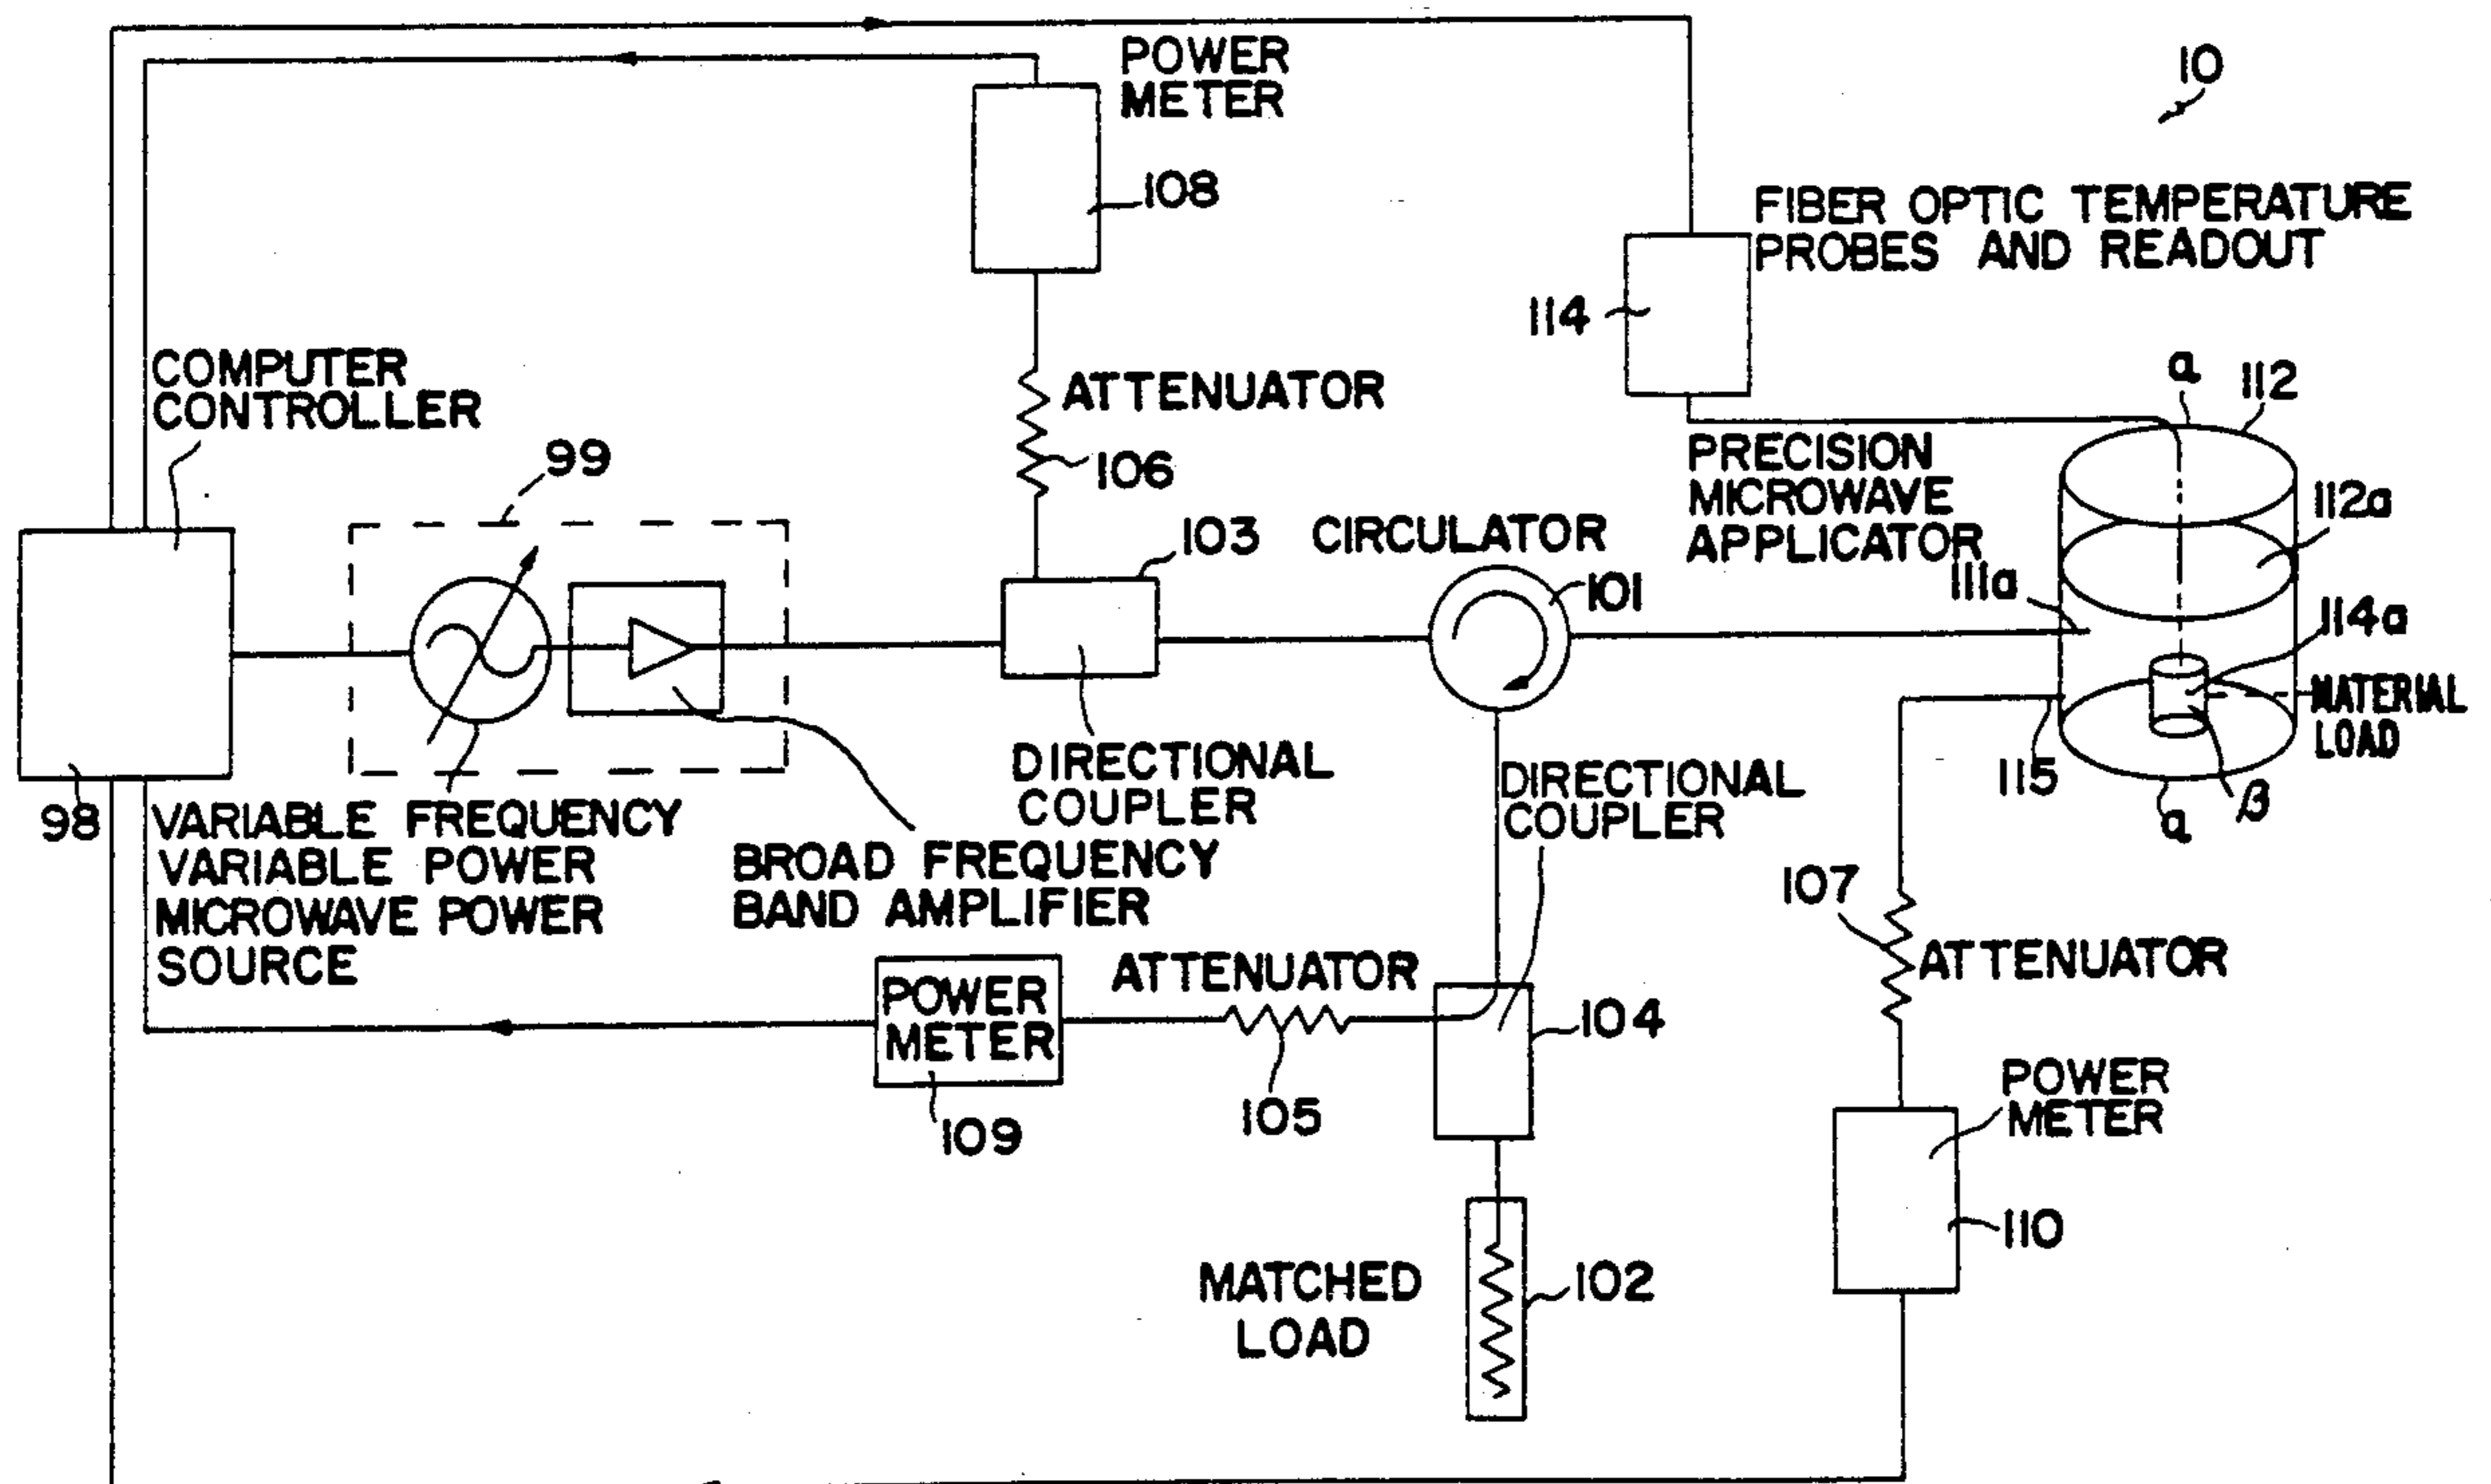 POWER
METER
10
108
FIBER OPTIC TEMPERATURE
PROBES AND READOUT
114
COMPUTER
CONTROLLER
ATTENUATOR
106
a
112
99
PRECISION
MICROWAVE
APPLICATOR
112a
103
CIRCULATOR
101
111a
114a
MATERIAL
LOAD
115
a
β
DIRECTIONAL
COUPLER
DIRECTIONAL
COUPLER
98
VARIABLE FREQUENCY
VARIABLE POWER
MICROWAVE POWER
SOURCE
BROAD FREQUENCY
BAND AMPLIFIER
107
ATTENUATOR
ATTENUATOR
POWER
METER
104
105
109
POWER
METER
110
MATCHED
LOAD
102